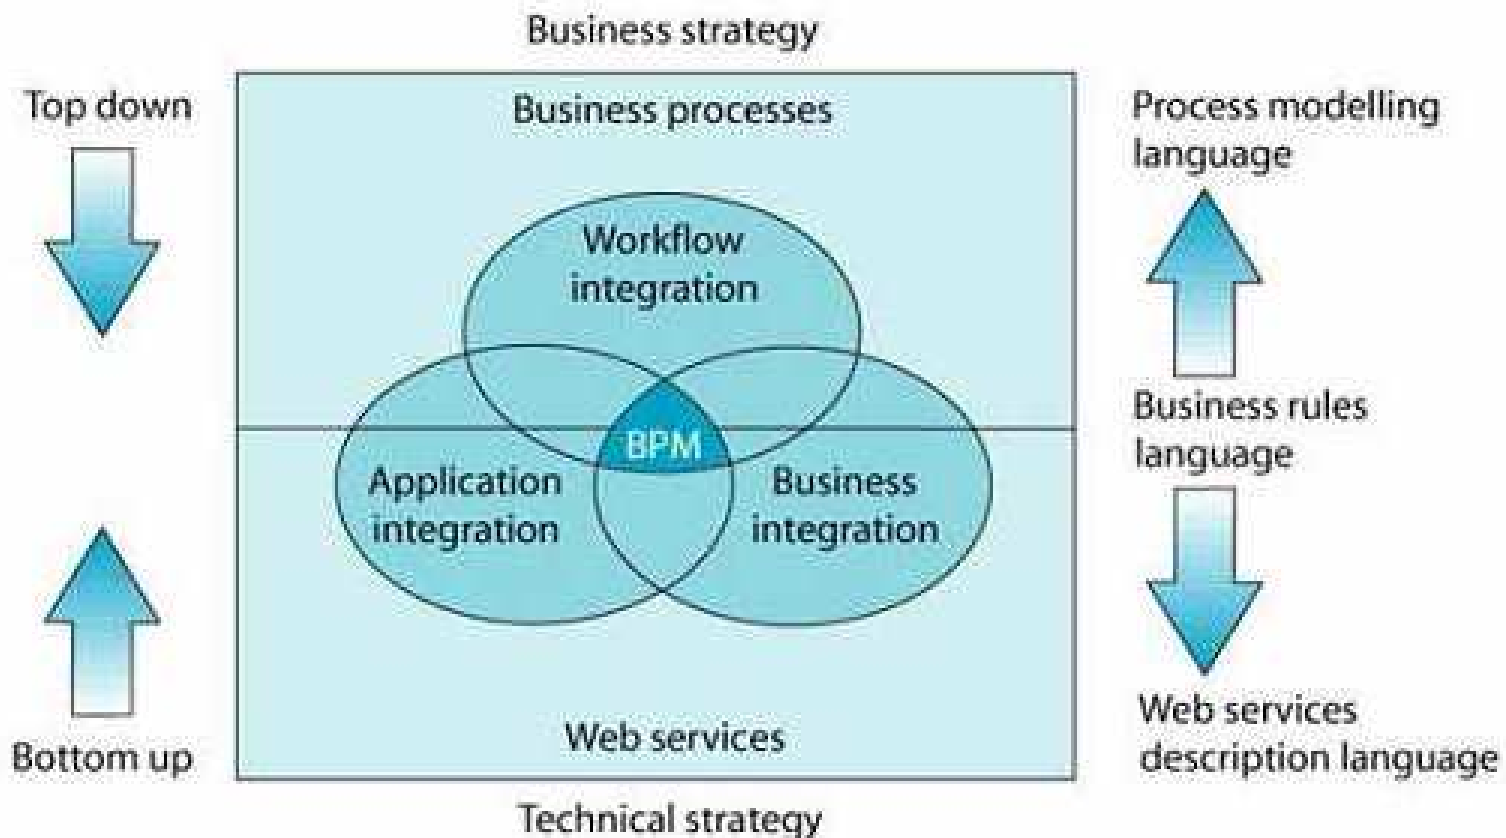 Business strategy
Top down
Business processes
Process modelling
language
Workflow
integration
BPM
Business rules
language
Application
integration
Business
integration
Web services
Bottom up
Web services
description language
Technical strategy